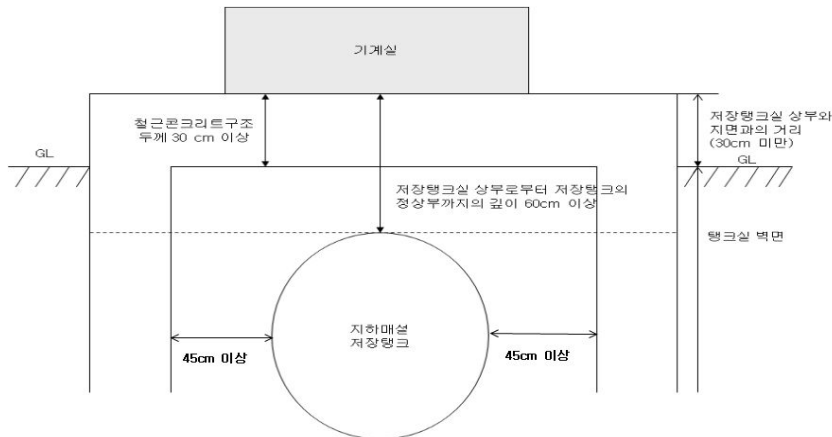 기계실
철근콘크리트구조
두께 30 cm 이상
저장탱크실 상부와
지면과의 거리
(30cm 미만)
GL
GL
저장탱크실 상부로부터 저장탱크의
정상부까지의 깊이 60cm 이상
탱크실 벽면
지하매설
저장탱크
45cm 이상
45cm 이상